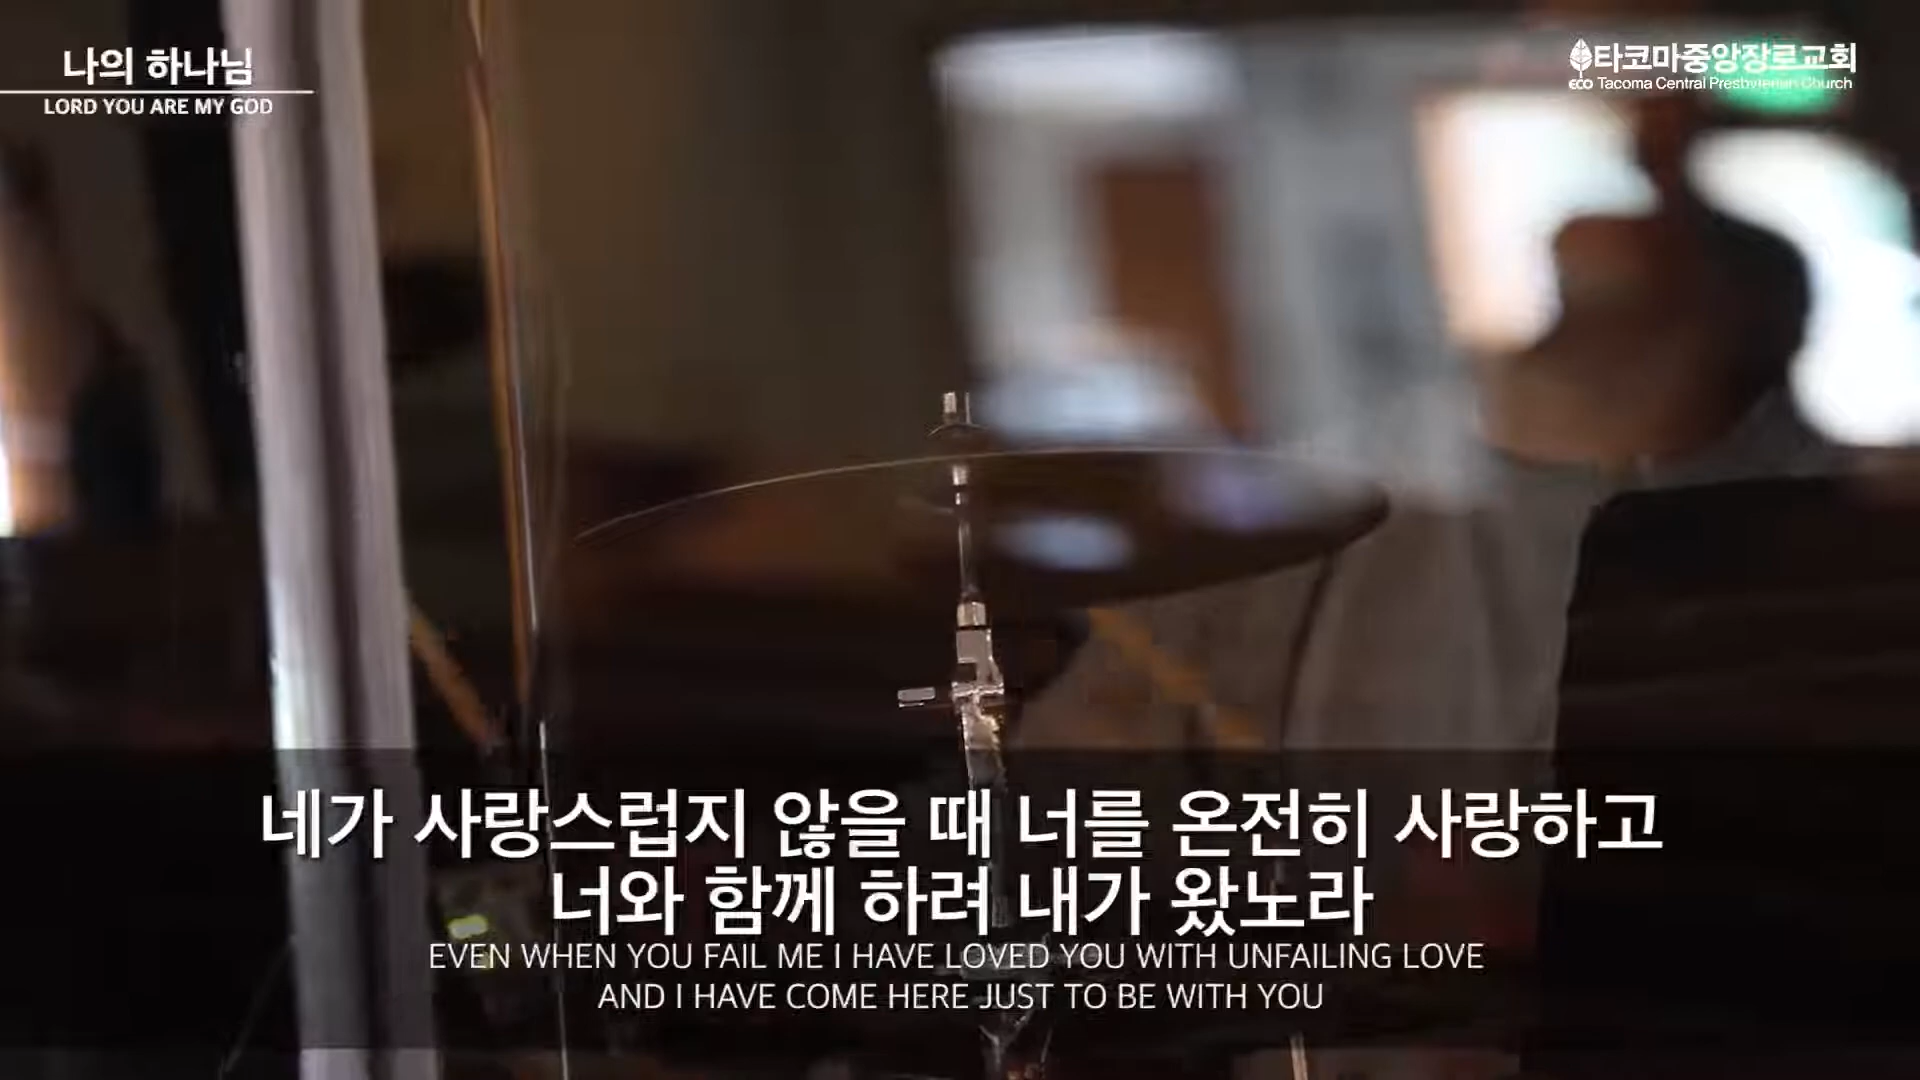 나의 하나님
LORD YOU ARE MY GOD
타코마중앙장로교회
ECO Tacoma Central Presbyterian Church
네가 사랑스럽지 않을 때 너를 온전히 사랑하고
너와 함께 하려 내가 왔노라
EVEN WHEN YOU FAIL ME I HAVE LOVED YOU WITH UNFAILING LOVE
AND I HAVE COME HERE JUST TO BE WITH YOU